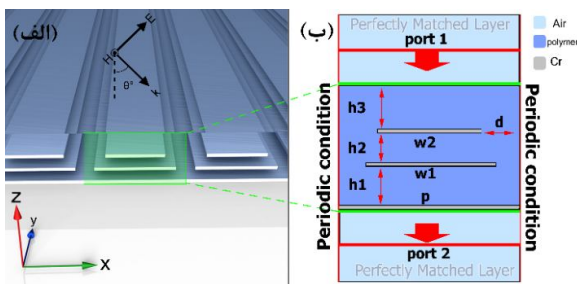 (الف)
E
H
θ°
k
Z
y
X
(ب)
Perfectly Matched Layer
port 1
Air
polymer
Cr
Periodic condition
Periodic condition
h3
d
h2
w2
h1
w1
p
port 2
Perfectly Matched Layer